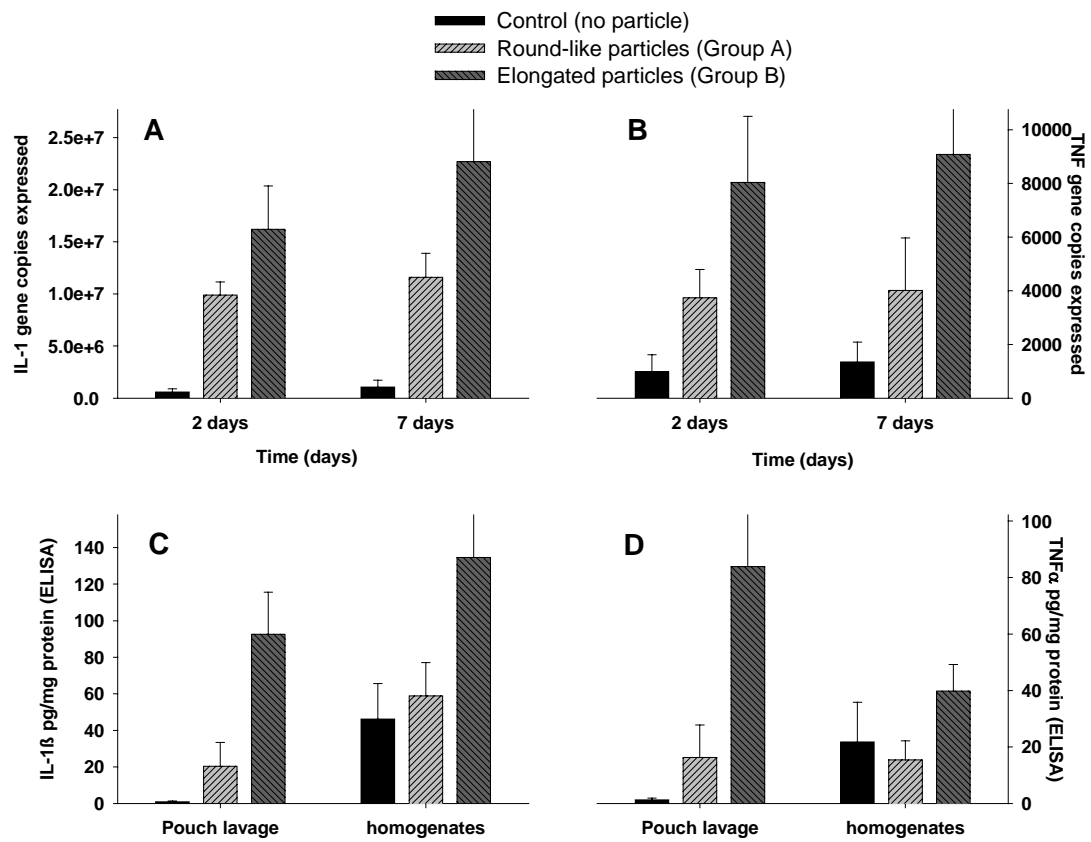 Control (no particle)
Round-like particles (Group A)
Elongated particles (Group B)
A
IL-1 gene copies expressed
2.5e+7
2.0e+7
1.5e+7
1.0e+7
5.0e+6
0.0
2 days
7 days
Time (days)
B
TNF gene copies expressed
10000
8000
6000
4000
2000
0
2 days
7 days
Time (days)
C
IL-1ß pg/mg protein (ELISA)
140
120
100
80
60
40
20
0
Pouch lavage
homogenates
D
TNFα pg/mg protein (ELISA)
100
80
60
40
20
0
Pouch lavage
homogenates